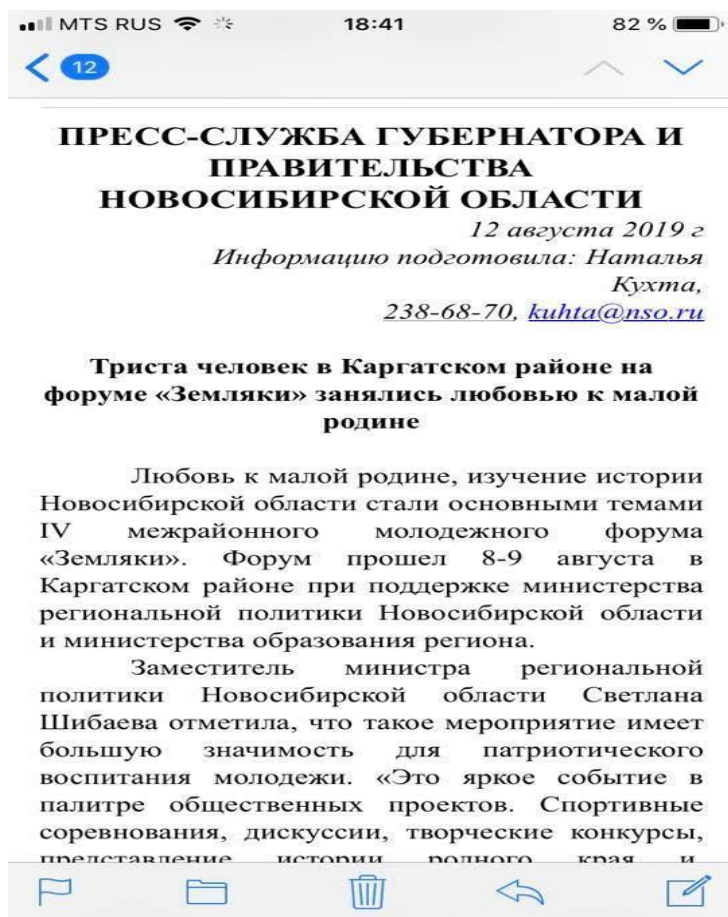 MTS RUS 18:41 82 %
12
ПРЕСС-СЛУЖБА ГУБЕРНАТОРА И
ПРАВИТЕЛЬСТВА
НОВОСИБИРСКОЙ ОБЛАСТИ
12 августа 2019 г
Информацию подготовила: Наталья
Кухта,
238-68-70, kuhta@nso.ru
Триста человек в Каргатском районе на
форуме «Земляки» занялись любовью к малой
родине
Любовь к малой родине, изучение истории
Новосибирской области стали основными темами
IV межрайонного молодежного форума
«Земляки». Форум прошел 8-9 августа в
Каргатском районе при поддержке министерства
региональной политики Новосибирской области
и министерства образования региона.
Заместитель министра региональной
политики Новосибирской области Светлана
Шибаева отметила, что такое мероприятие имеет
большую значимость для патриотического
воспитания молодежи. «Это яркое событие в
палитре общественных проектов. Спортивные
соревнования, дискуссии, творческие конкурсы,
представление истории родного края и